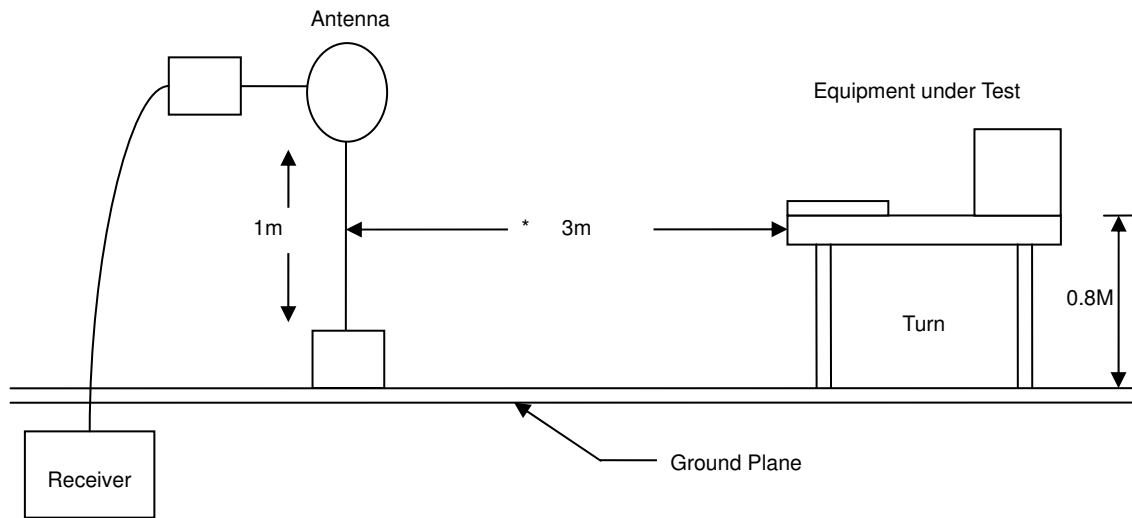 Antenna
Equipment under Test
1m
* 3m
0.8M
Turn
Ground Plane
Receiver